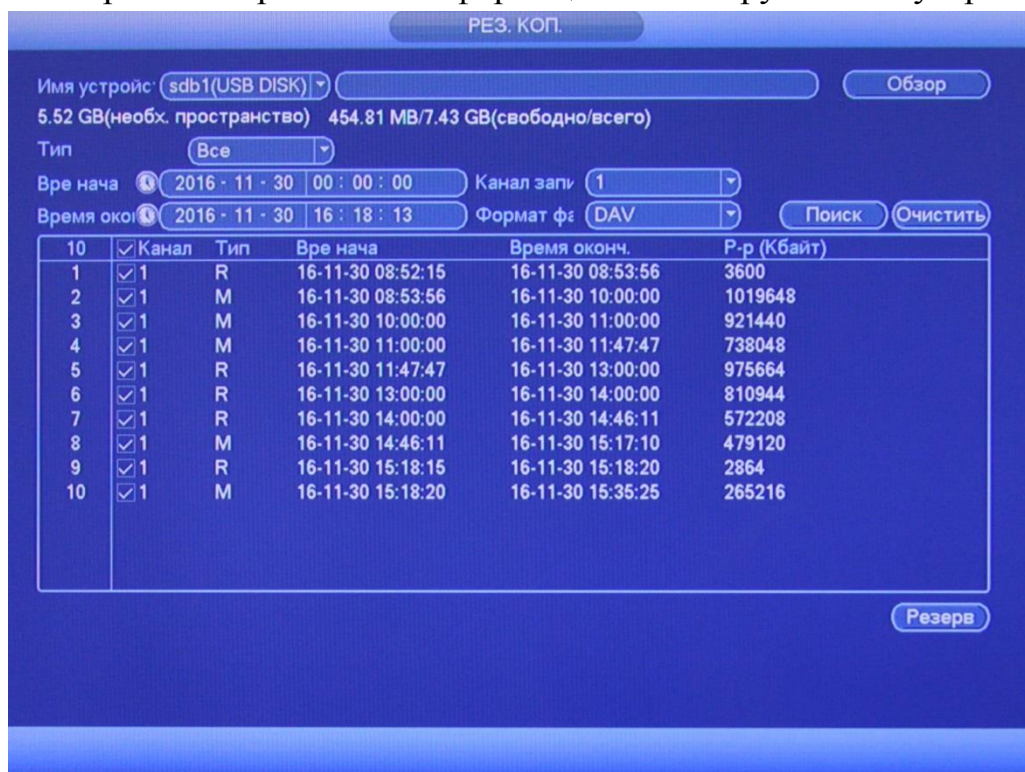 РЕЗ. КОП.
Имя устройс sdb1(USB DISK) Обзор
5.52 GB(необх. пространство) 454.81 MB/7.43 GB(свободно/всего)
Тип Все
Вре нача 2016 - 11 - 30 00 : 00 : 00 Канал запи 1
Время окон 2016 - 11 - 30 16 : 18 : 13 Формат фа DAV Поиск Очистить
10 Канал Тип Вре нача Время оконч. Р-р (Кбайт)
1 1 R 16-11-30 08:52:15 16-11-30 08:53:56 3600
2 1 M 16-11-30 08:53:56 16-11-30 10:00:00 1019648
3 1 M 16-11-30 10:00:00 16-11-30 11:00:00 921440
4 1 M 16-11-30 11:00:00 16-11-30 11:47:47 738048
5 1 R 16-11-30 11:47:47 16-11-30 13:00:00 975664
6 1 R 16-11-30 13:00:00 16-11-30 14:00:00 810944
7 1 R 16-11-30 14:00:00 16-11-30 14:46:11 572208
8 1 M 16-11-30 14:46:11 16-11-30 15:17:10 479120
9 1 R 16-11-30 15:18:15 16-11-30 15:18:20 2864
10 1 M 16-11-30 15:18:20 16-11-30 15:35:25 265216
Резерв